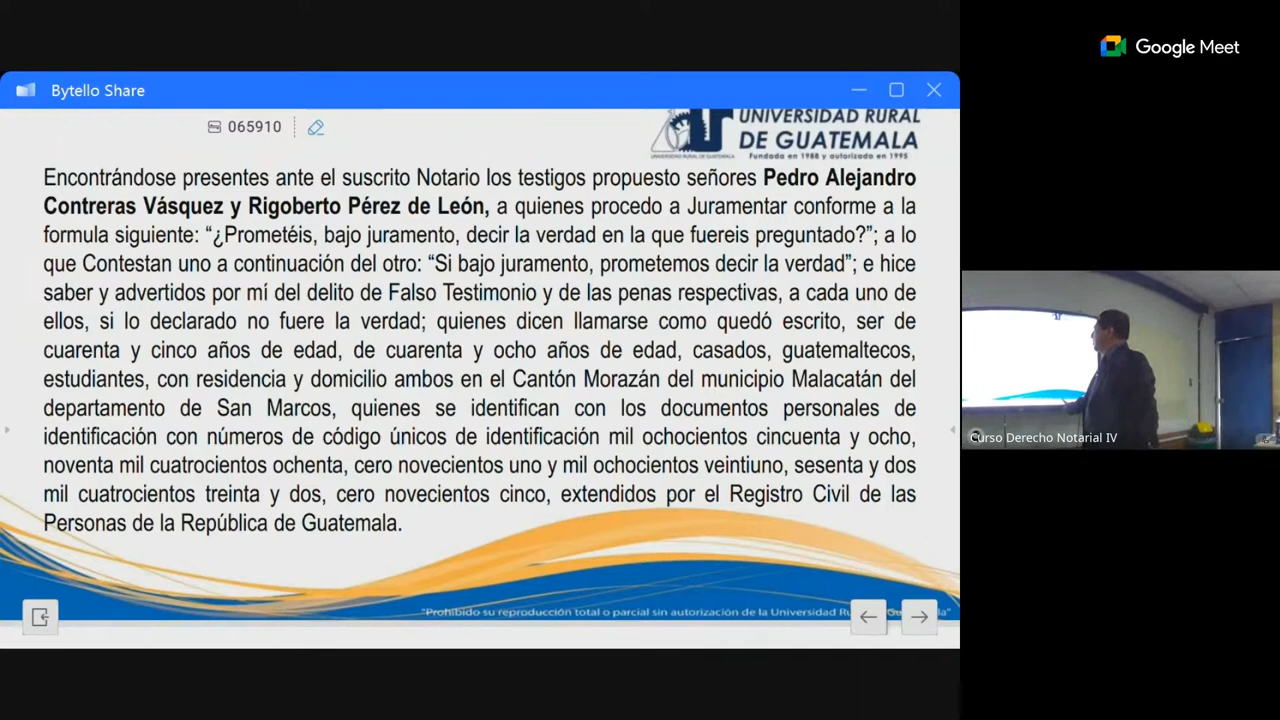 Google Meet
Bytello Share
065910
UNIVERSIDAD RURAL
DE GUATEMALA
UNIVERSIDAD RURAL DE GUATEMALA
Fundada en 1988 y autorizado en 1995
Encontrándose presentes ante el suscrito Notario los testigos propuesto señores Pedro Alejandro
Contreras Vásquez y Rigoberto Pérez de León, a quienes procedo a Juramentar conforme a la
formula siguiente: “¿Prometéis, bajo juramento, decir la verdad en la que fuereis preguntado?”; a lo
que Contestan uno a continuación del otro: “Si bajo juramento, prometemos decir la verdad”; e hice
saber y advertidos por mí del delito de Falso Testimonio y de las penas respectivas, a cada uno de
ellos, si lo declarado no fuere la verdad; quienes dicen llamarse como quedó escrito, ser de
cuarenta y cinco años de edad, de cuarenta y ocho años de edad, casados, guatemaltecos,
estudiantes, con residencia y domicilio ambos en el Cantón Morazán del municipio Malacatán del
departamento de San Marcos, quienes se identifican con los documentos personales de
identificación con números de código únicos de identificación mil ochocientos cincuenta y ocho,
noventa mil cuatrocientos ochenta, cero novecientos uno y mil ochocientos veintiuno, sesenta y dos
mil cuatrocientos treinta y dos, cero novecientos cinco, extendidos por el Registro Civil de las
Personas de la República de Guatemala.
"Prohibido su reproducción total o parcial sin autorización de la Universidad
Curso Derecho Notarial IV